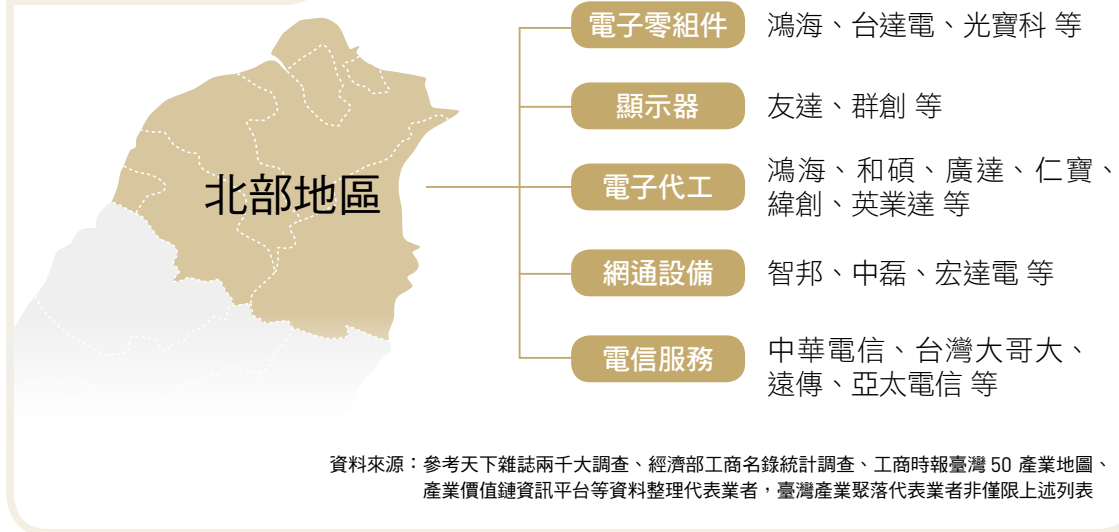 北部地區
電子零組件
鴻海、台達電、光寶科 等
顯示器
友達、群創 等
電子代工
鴻海、和碩、廣達、仁寶、
緯創、英業達 等
網通設備
智邦、中磊、宏達電 等
電信服務
中華電信、台灣大哥大、
遠傳、亞太電信 等
資料來源：參考天下雜誌兩千大調查、經濟部工商名錄統計調查、工商時報臺灣 50 產業地圖、
產業價值鏈資訊平台等資料整理代表業者，臺灣產業聚落代表業者非僅限上述列表